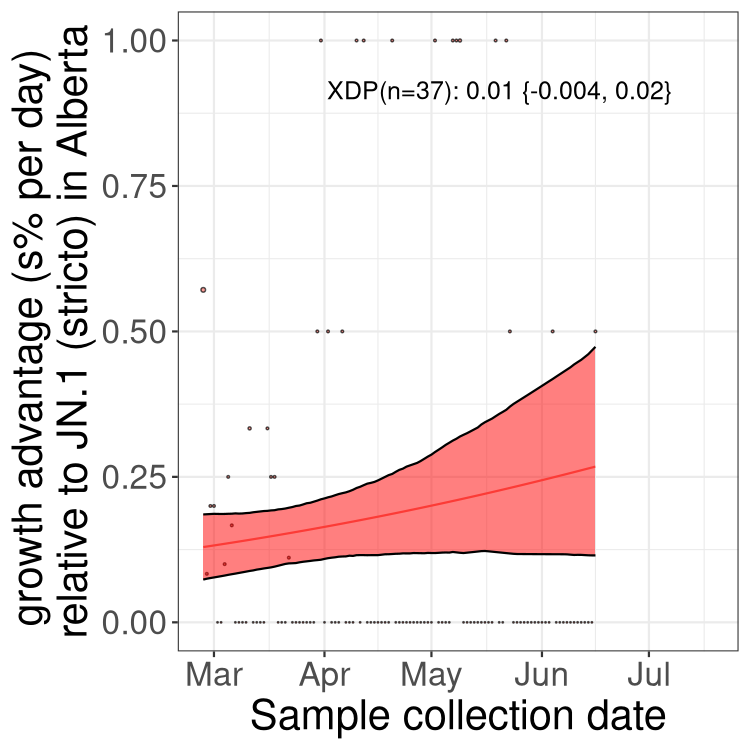 growth advantage (s% per day)
relative to JN.1 (stricto) in Alberta
1.00
0.75
0.50
0.25
0.00
XDP(n=37): 0.01 {-0.004, 0.02}
Mar Apr May Jun Jul
Sample collection date